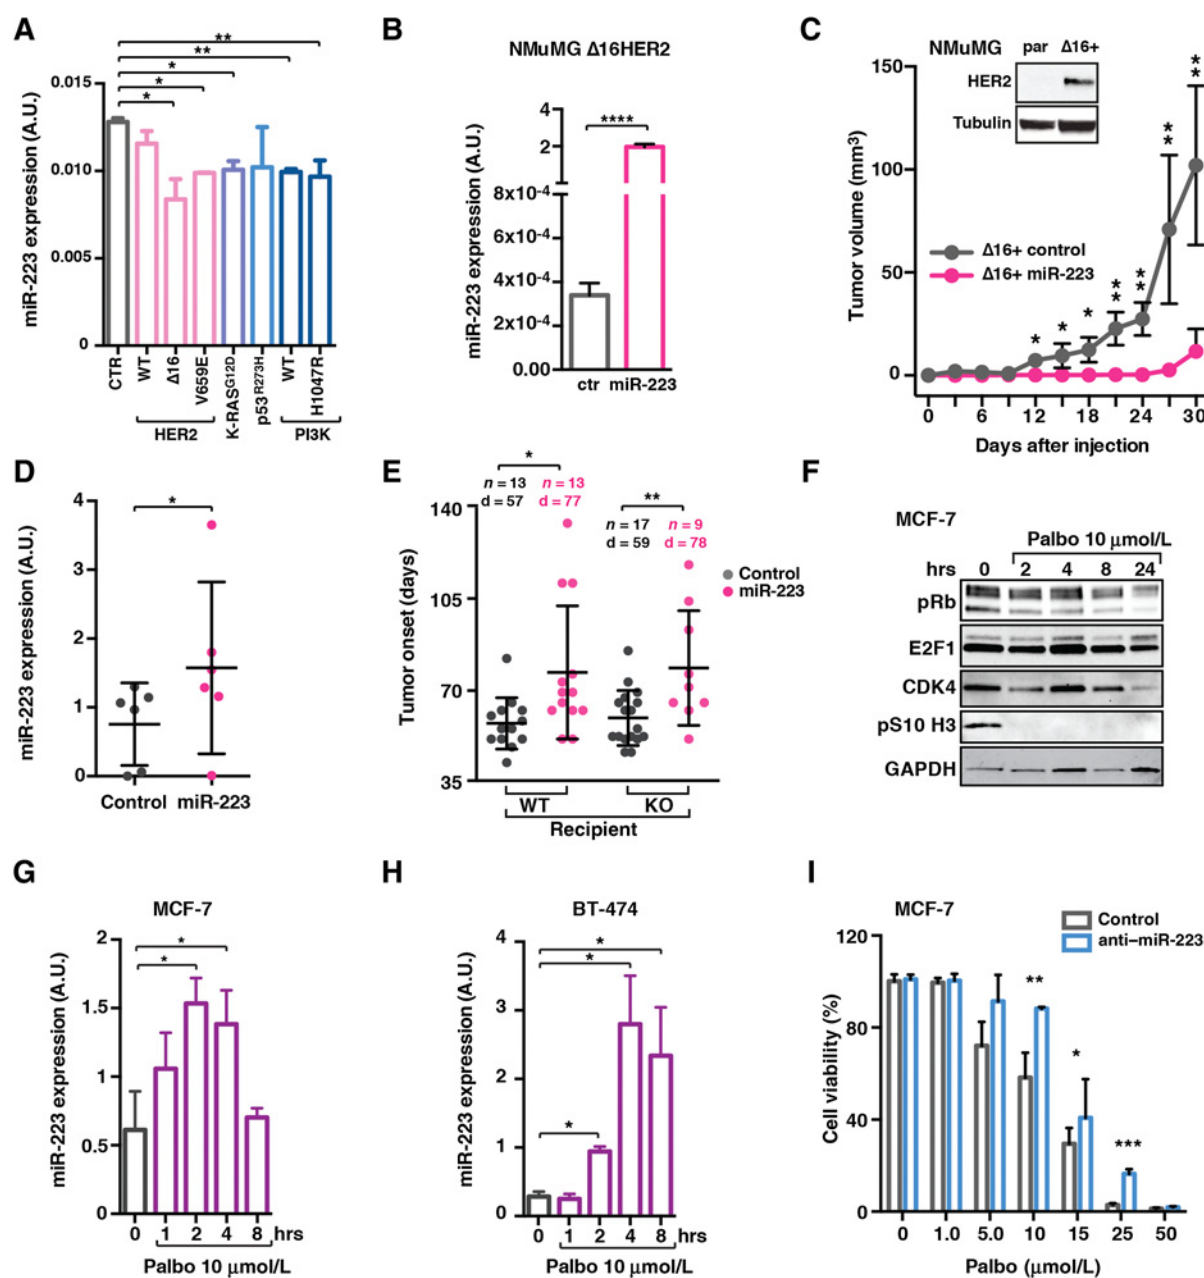 A
miR-223 expression (A.U.)
0.015
0.010
0.005
0
**
**
*
*
*
CTR
WT
Δ16
V659E
K-RASG12D
p53R273H
WT
H1047R
HER2
PI3K
B
NMuMG Δ16HER2
miR-223 expression (A.U.)
4
2
8x10-4
6x10-4
4x10-4
2x10-4
0.00
****
ctr miR-223
C
NMuMG par Δ16+
HER2
Tubulin
Tumor volume (mm3)
150
100
50
0
Δ16+ control
Δ16+ miR-223
*
*
*
**
**
**
**
0 6 12 18 24 30
Days after injection
D
miR-223 expression (A.U.)
4
3
2
1
0
*
Control miR-223
E
Tumor onset (days)
140
105
70
35
*
n = 13 n = 13
d = 57 d = 77
**
n = 17 n = 9
d = 59 d = 78
Control
miR-223
WT KO
Recipient
F
MCF-7
Palbo 10 μmol/L
hrs 0 2 4 8 24
pRb
E2F1
CDK4
pS10 H3
GAPDH
G
MCF-7
miR-223 expression (A.U.)
2
1.5
1
0.5
0
*
*
0 1 2 4 8 hrs
Palbo 10 μmol/L
H
BT-474
miR-223 expression (A.U.)
4
3
2
1
0
*
*
*
0 1 2 4 8 hrs
Palbo 10 μmol/L
I
MCF-7
Control
anti–miR-223
Cell viability (%)
120
80
40
0
**
*
***
0 1.0 5.0 10 15 25 50
Palbo (μmol/L)